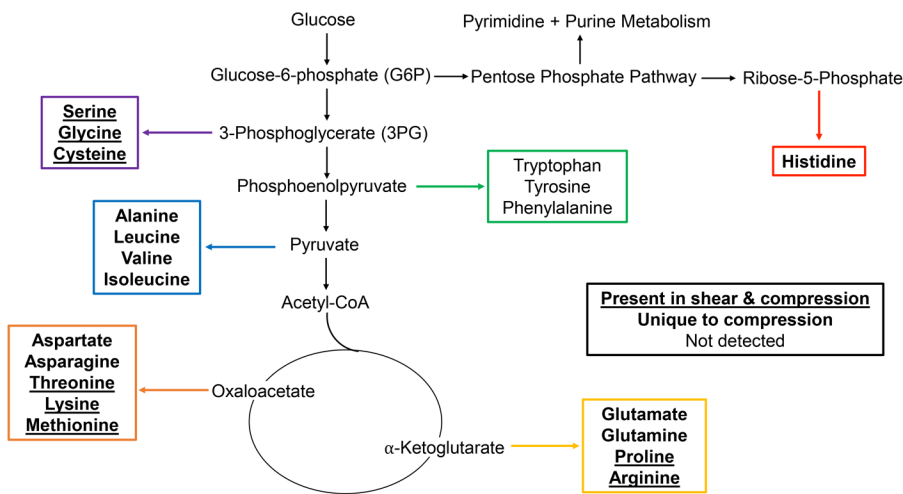 Glucose
Pyrimidine + Purine Metabolism
Glucose-6-phosphate (G6P)
Pentose Phosphate Pathway
Ribose-5-Phosphate
Serine
Glycine
Cysteine
3-Phosphoglycerate (3PG)
Histidine
Phosphoenolpyruvate
Tryptophan
Tyrosine
Phenylalanine
Alanine
Leucine
Valine
Isoleucine
Pyruvate
Acetyl-CoA
Present in shear & compression
Unique to compression
Not detected
Aspartate
Asparagine
Threonine
Lysine
Methionine
Oxaloacetate
α-Ketoglutarate
Glutamate
Glutamine
Proline
Arginine